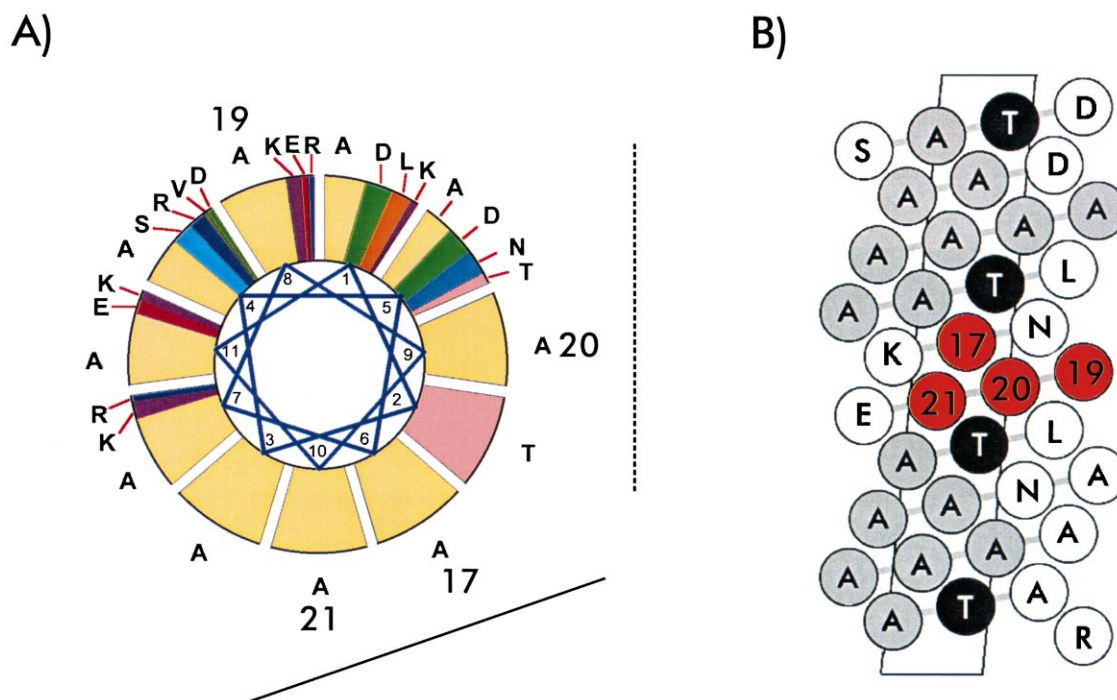 A)
B)
19
A
K E R
A
D
L
K
A
D
N
T
D
V
R
S
A
K
E
A
R
K
A
A
A
21
A
17
T
A 20
8
1
4
5
11
9
7
2
3
6
10
S A T D
A A D
A A A A
A A T L
K 17 N
E 21 20 19
A T L
A A N A
A A A A
A T A
R